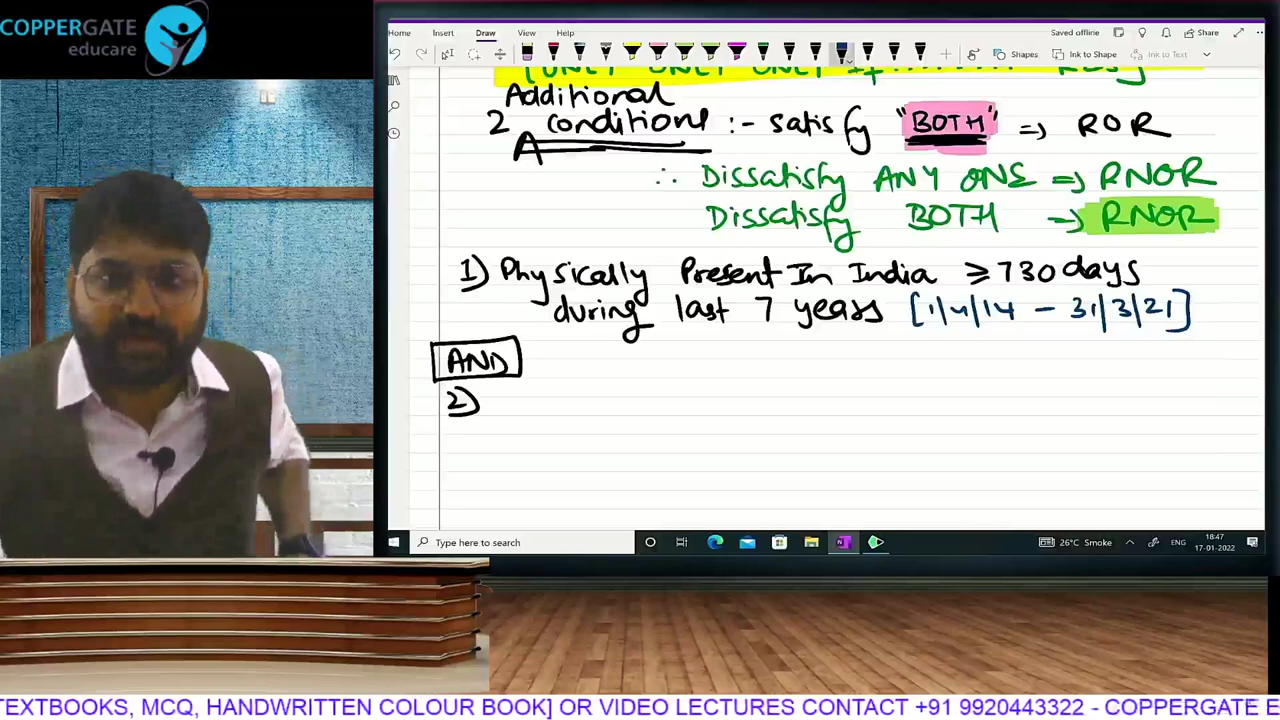 COPPERGATE
educare
Home Insert Draw View Help
Saved offline
Share
Shapes
Ink to Shape
Ink to Text
Additional
2 conditions :- satisfy "BOTH" => ROR
∴ Dissatisfy ANY ONE => RNOR
Dissatisfy BOTH => RNOR
1) Physically Present In India ≥ 730 days
during last 7 years [1/4/14 - 31/3/21]
AND
2)
Type here to search
26°C Smoke
ENG
18:47
17-01-2022
TEXTBOOKS, MCQ, HANDWRITTEN COLOUR BOOK] OR VIDEO LECTURES CONTACT +91 9920443322 - COPPERGATE E